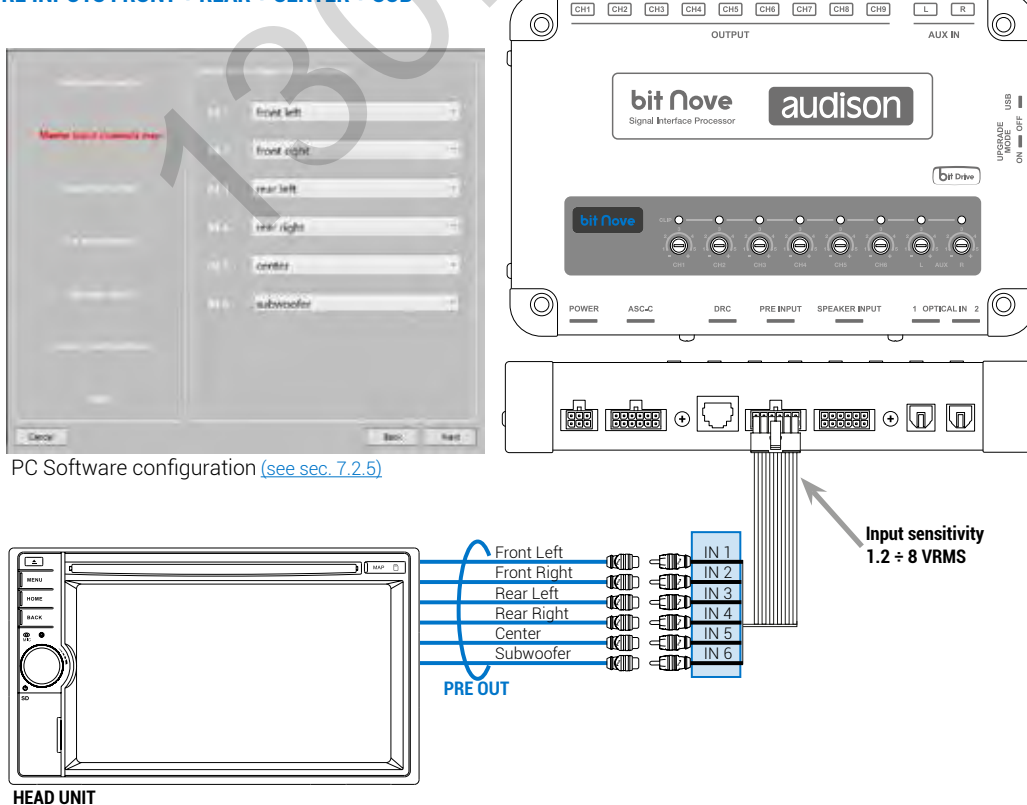 CH1 CH2 CH3 CH4 CH5 CH6 CH7 CH8 CH9 L R
OUTPUT AUX IN
bit Nove
Signal Interface Processor
audison
UPGRADE MODE
ON OFF USB
bit Drive
bit Nove
CLIP
CH1 CH2 CH3 CH4 CH5 CH6 L AUX R
POWER ASC-C DRC PRE INPUT SPEAKER INPUT 1 OPTICAL IN 2
front left
front right
rear left
rear right
center
subwoofer
Cancel Back Next
PC Software configuration (see sec. 7.2.5)
Input sensitivity
1.2 ÷ 8 VRMS
MENU
HOME
BACK
MIC
SD
MAP
Front Left IN 1
Front Right IN 2
Rear Left IN 3
Rear Right IN 4
Center IN 5
Subwoofer IN 6
PRE OUT
HEAD UNIT